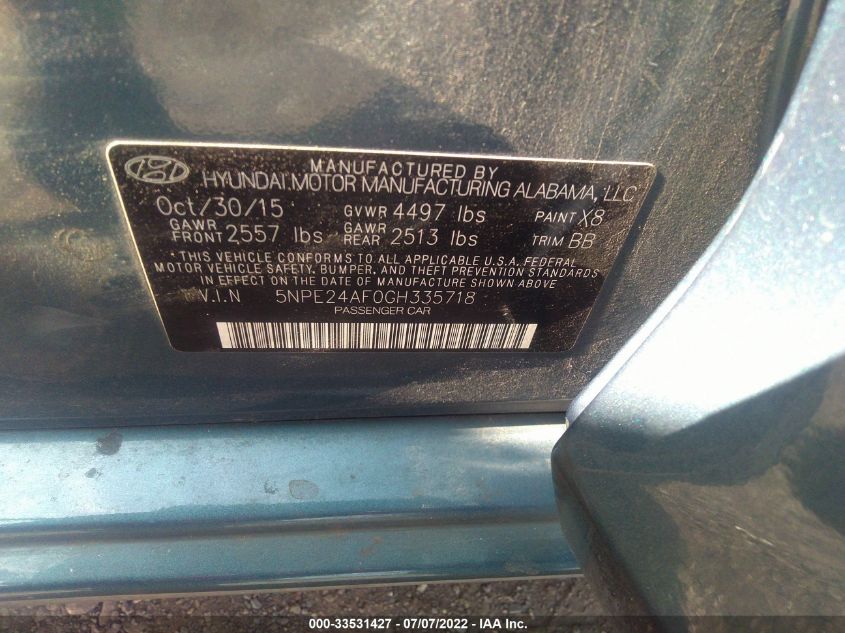 MANUFACTURED BY
HYUNDAI MOTOR MANUFACTURING ALABAMA, LLC
Oct/30/15 GVWR 4497 lbs PAINT X8
GAWR FRONT 2557 lbs GAWR REAR 2513 lbs TRIM BB
*THIS VEHICLE CONFORMS TO ALL APPLICABLE U.S.A. FEDERAL
MOTOR VEHICLE SAFETY, BUMPER, AND THEFT PREVENTION STANDARDS
IN EFFECT ON THE DATE OF MANUFACTURE SHOWN ABOVE
V.I.N 5NPE24AF0GH335718
PASSENGER CAR
000-33531427 - 07/07/2022 - IAA Inc.